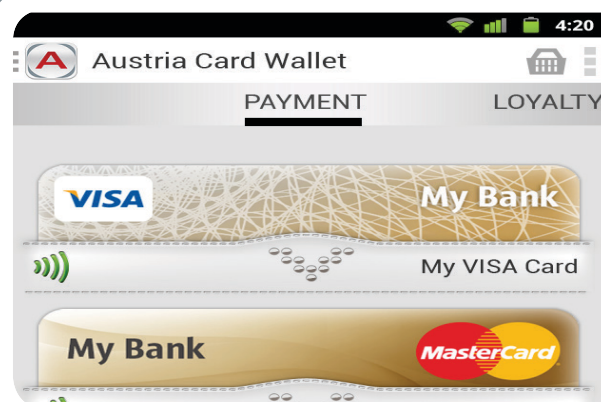 4:20
A Austria Card Wallet
PAYMENT LOYALTY
VISA My Bank
My VISA Card
My Bank MasterCard